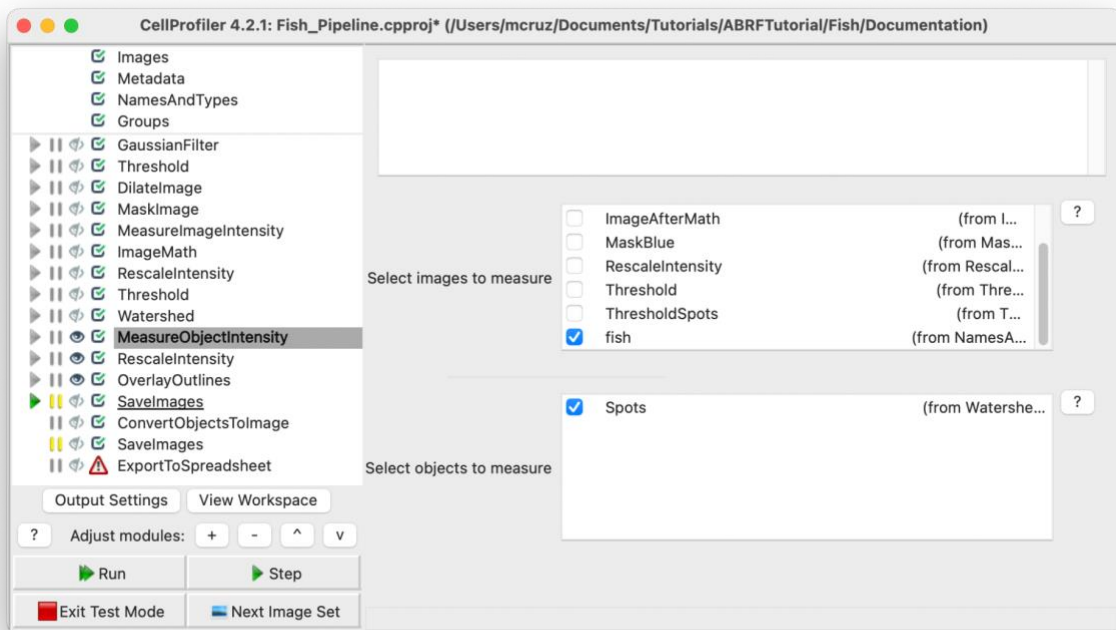 CellProfiler 4.2.1: Fish_Pipeline.cpproj* (/Users/mcruz/Documents/Tutorials/ABRFTutorial/Fish/Documentation)
Images
Metadata
NamesAndTypes
Groups
GaussianFilter
Threshold
DilateImage
MaskImage
MeasureImageIntensity
ImageMath
RescaleIntensity
Threshold
Watershed
MeasureObjectIntensity
RescaleIntensity
OverlayOutlines
SaveImages
ConvertObjectsToImage
SaveImages
ExportToSpreadsheet
Output Settings View Workspace
? Adjust modules: + - ^ v
Run Step
Exit Test Mode Next Image Set
Select images to measure
ImageAfterMath (from I...
MaskBlue (from Mas...
RescaleIntensity (from Rescal...
Threshold (from Thre...
ThresholdSpots (from T...
fish (from NamesA...
?
Select objects to measure
Spots (from Watershe...
?